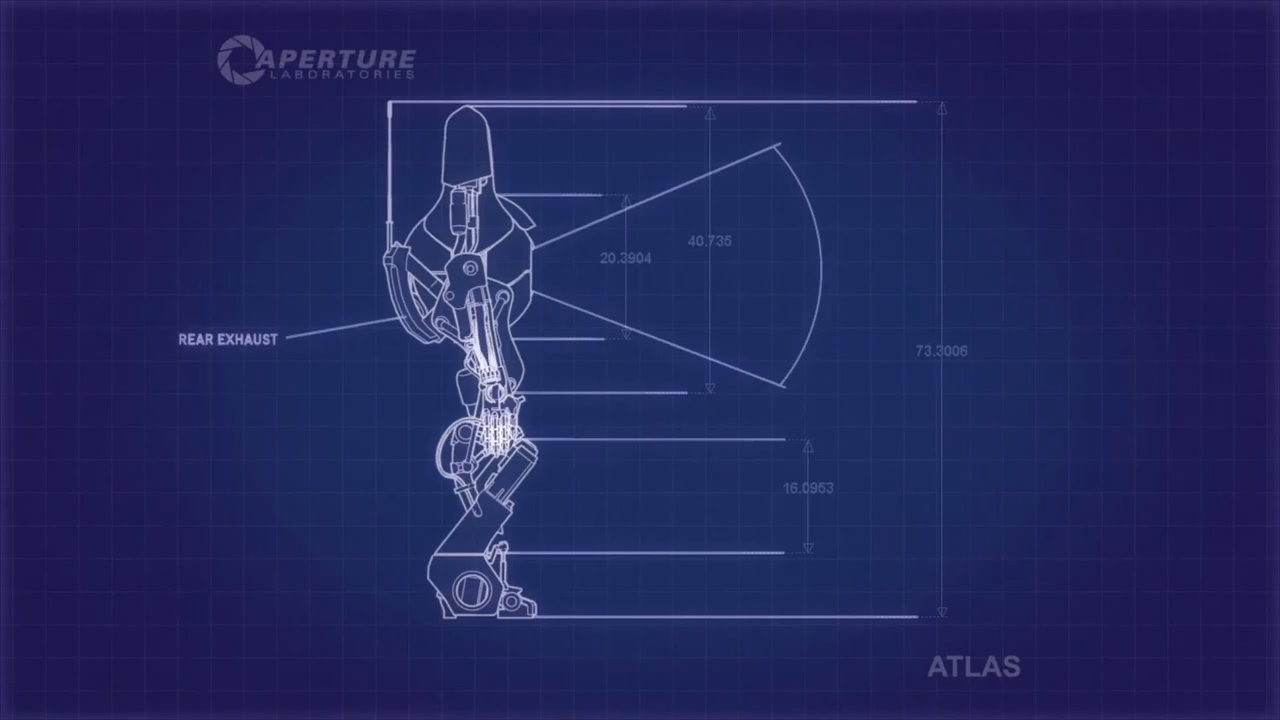 APERTURE
LABORATORIES
40.735
20.3904
REAR EXHAUST
73.3006
16.0953
ATLAS